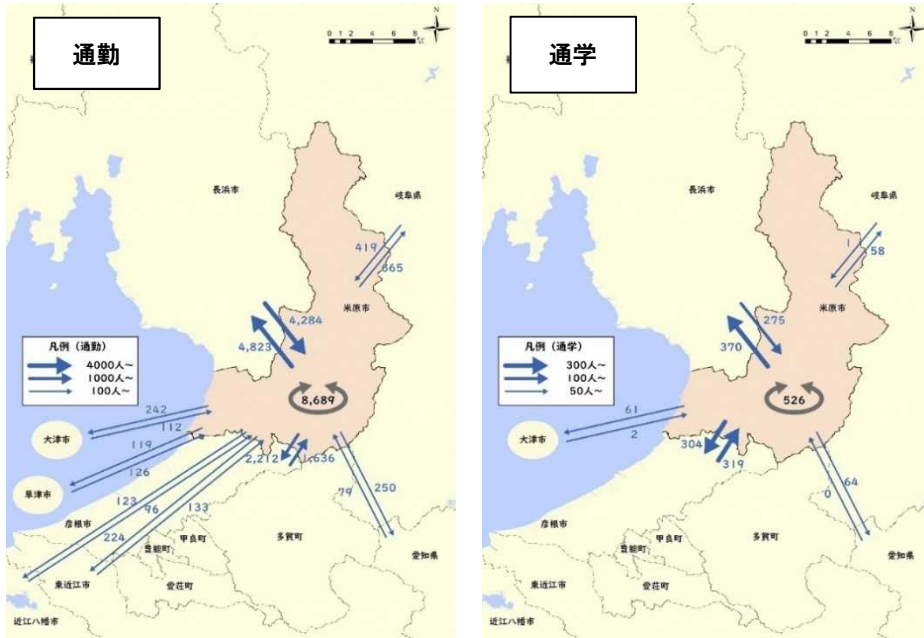 通勤
N
0 1 2 4 6 8
長浜市
岐阜県
419
665
米原市
4,284
4,823
凡例(通勤)
4000人~
1000人~
100人~
8,689
242
112
大津市
119
126
草津市
2,212
1,636
123
96
133
79
250
224
彦根市
甲良町
豊郷町
多賀町
愛知県
東近江市
愛荘町
近江八幡市
通学
N
0 1 2 4 6 8
長浜市
岐阜県
1
58
米原市
275
370
凡例(通学)
300人~
100人~
50人~
526
61
2
大津市
304
319
64
0
彦根市
甲良町
多賀町
愛知県
東近江市
愛荘町
近江八幡市